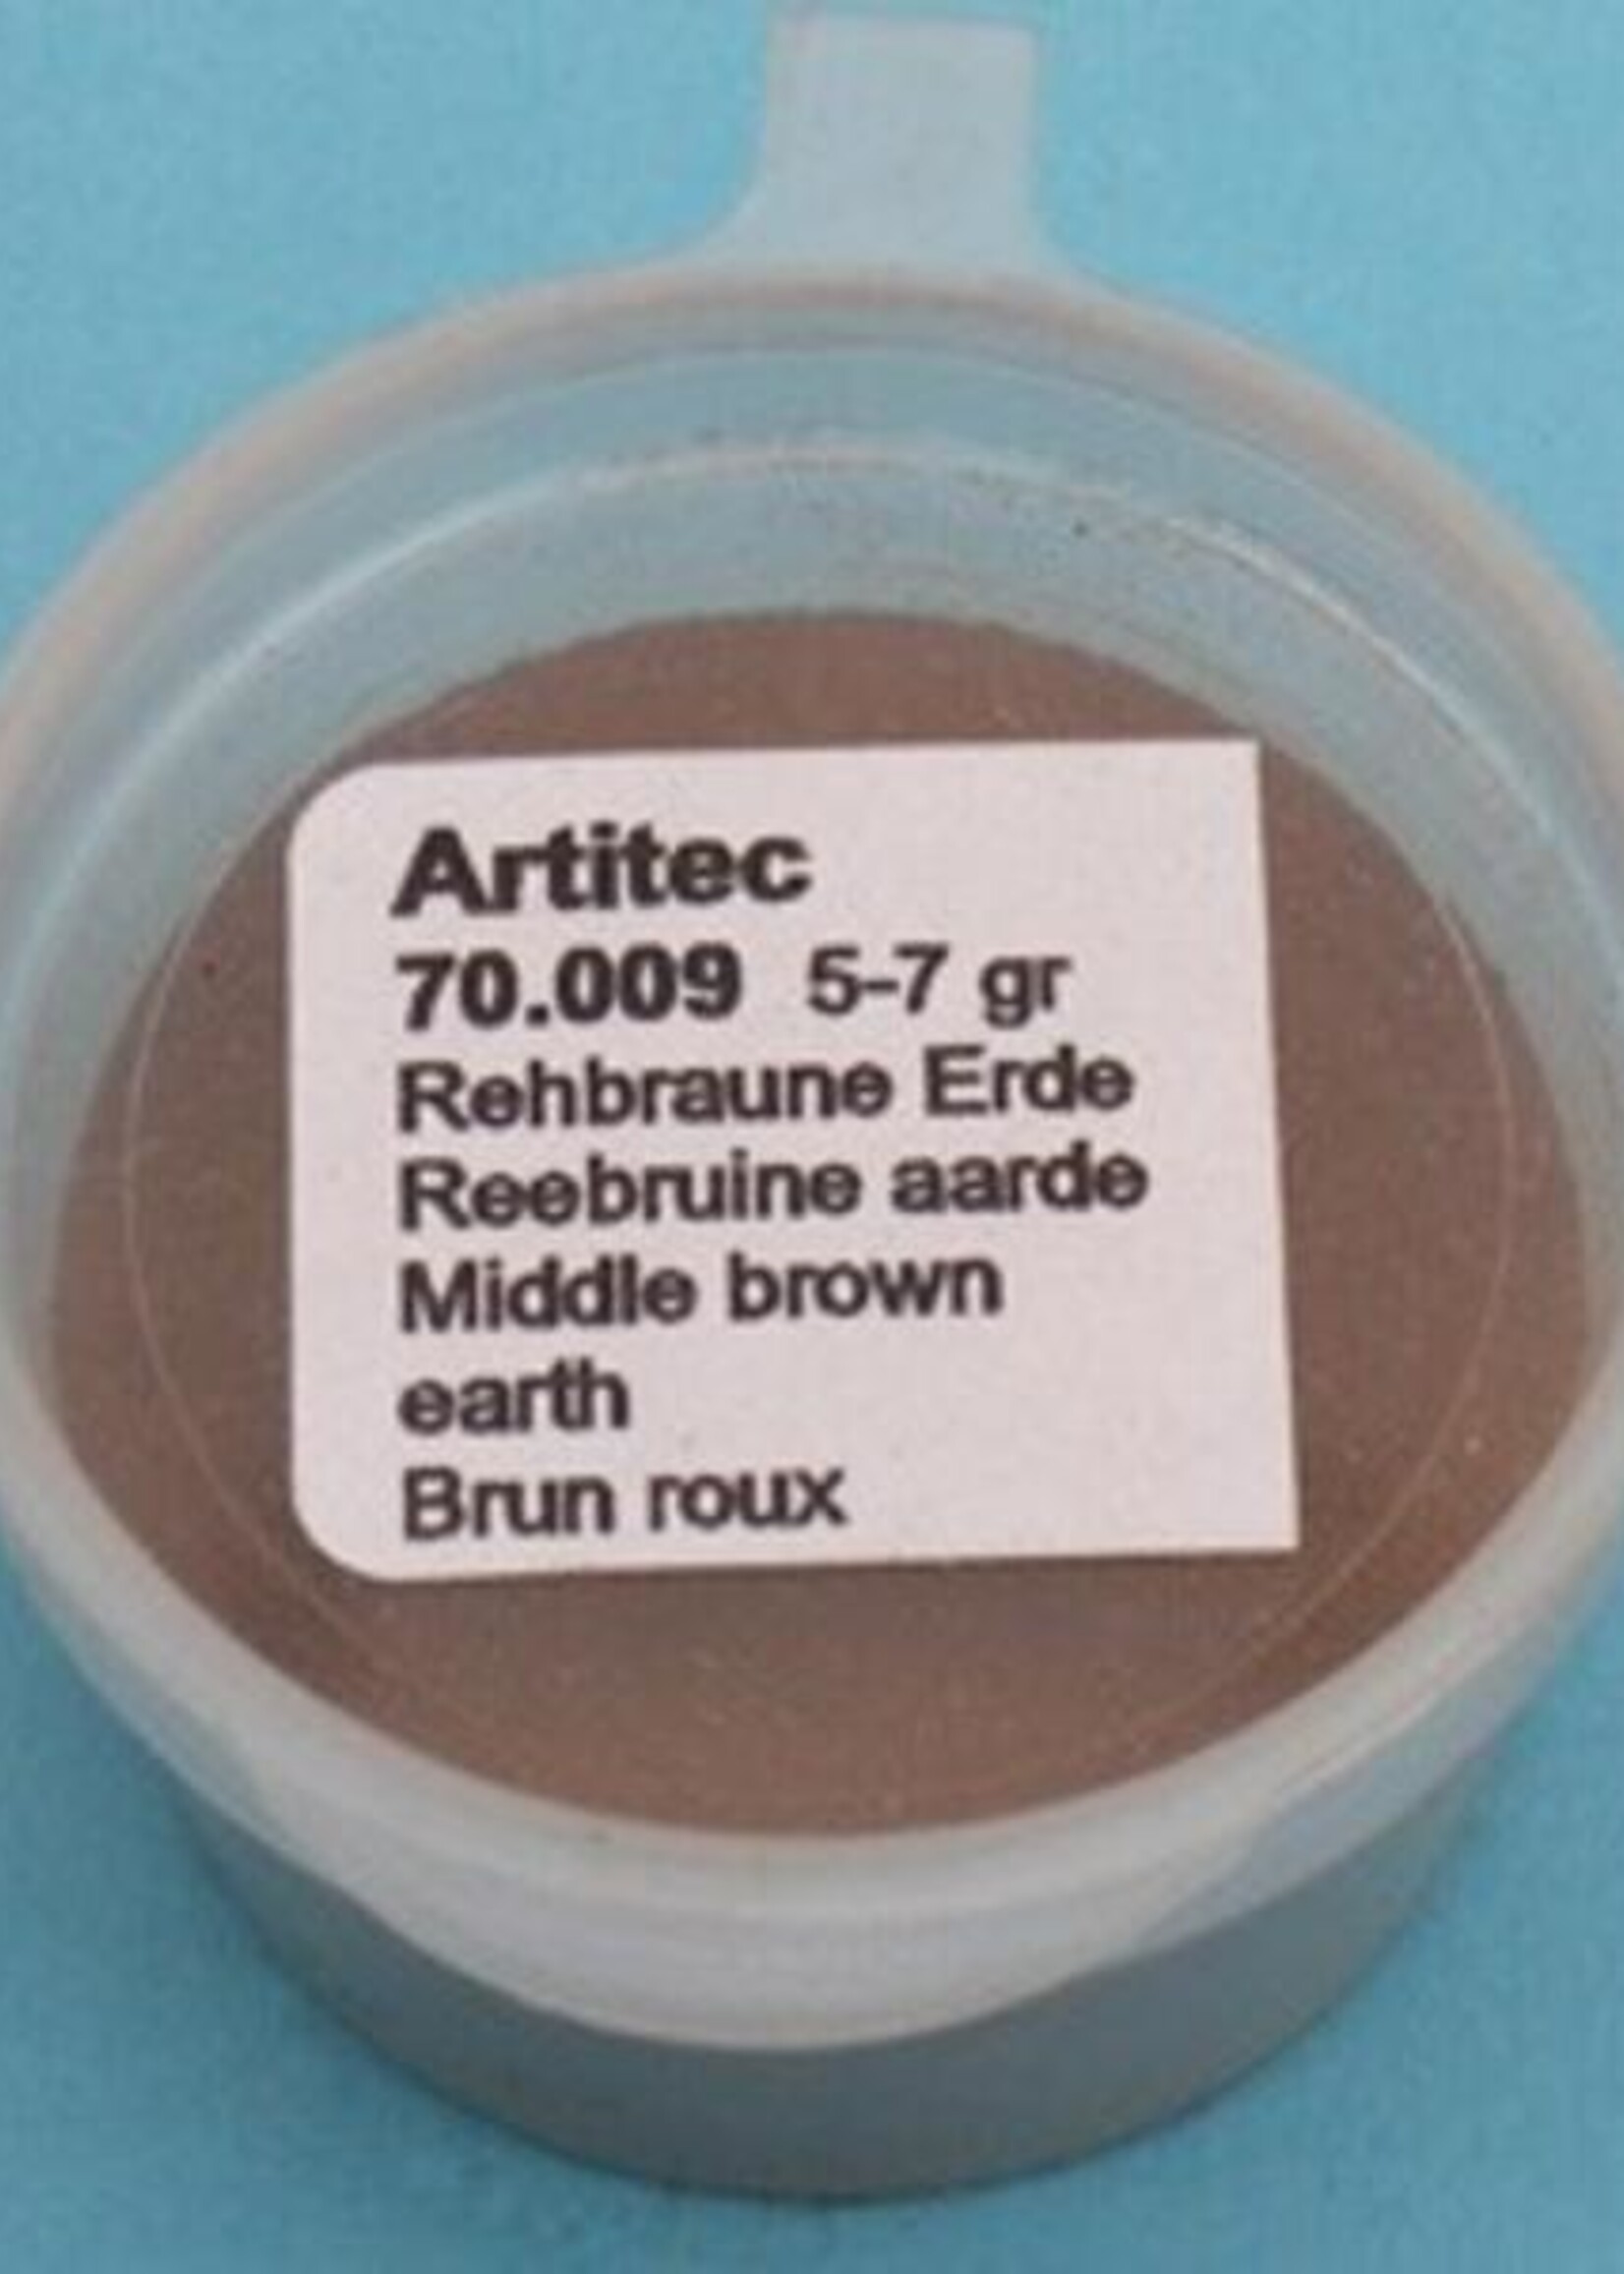 Artitec
70.009 5-7 gr
Rehbraune Erde
Reebruine aarde
Middle brown
earth
Brun roux